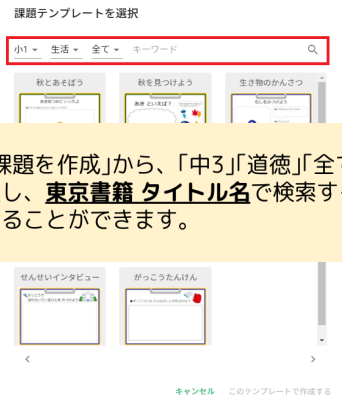 課題テンプレートを選択
小1 生活 全て キーワード
秋とあそぼう 秋を見つけよう 生き物のかんさつ
あき といえば？
課題を作成」から、「中3」「道徳」「全て
し、東京書籍 タイトル名で検索す
ることができます。
せんせいインタビュー がっこうたんけん
キャンセル このテンプレートで作成する